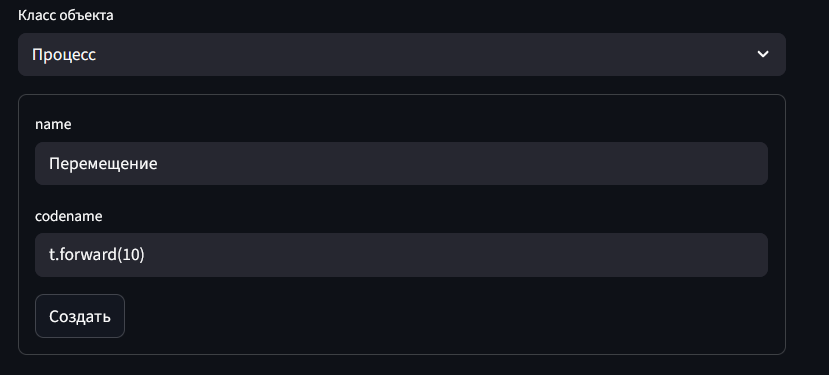 Класс объекта
Процесс
name
Перемещение
codename
t.forward(10)
Создать